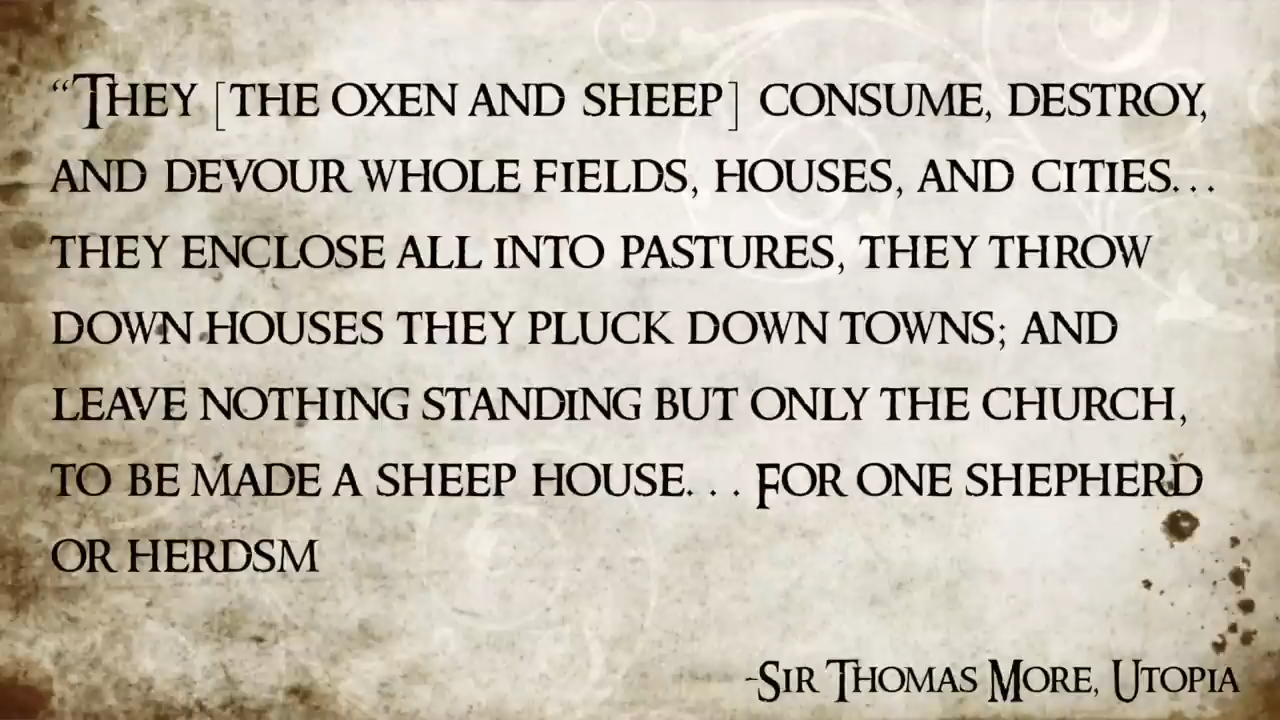 “They [the oxen and sheep] consume, destroy,
and devour whole fields, houses, and cities...
they enclose all into pastures, they throw
down houses they pluck down towns; and
leave nothing standing but only the church,
to be made a sheep house... For one shepherd
or herdsm
-Sir Thomas More, Utopia